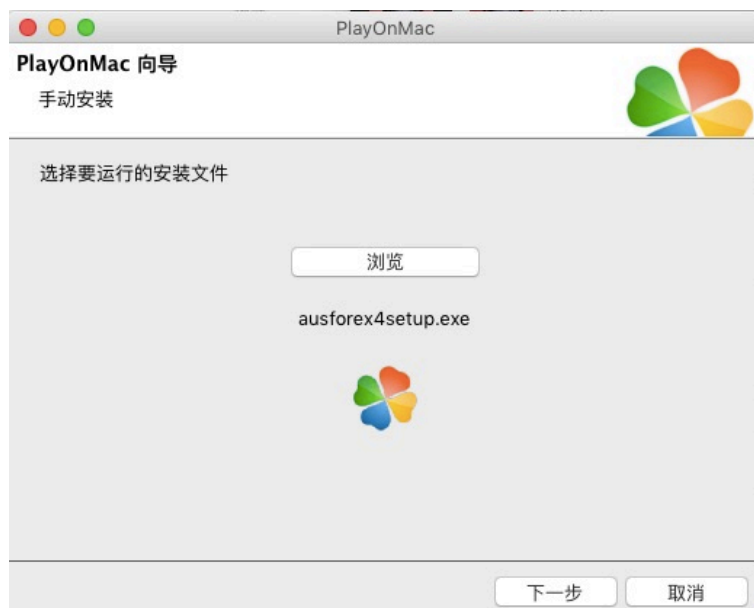 PlayOnMac
PlayOnMac 向导
手动安装
选择要运行的安装文件
浏览
ausforex4setup.exe
下一步
取消